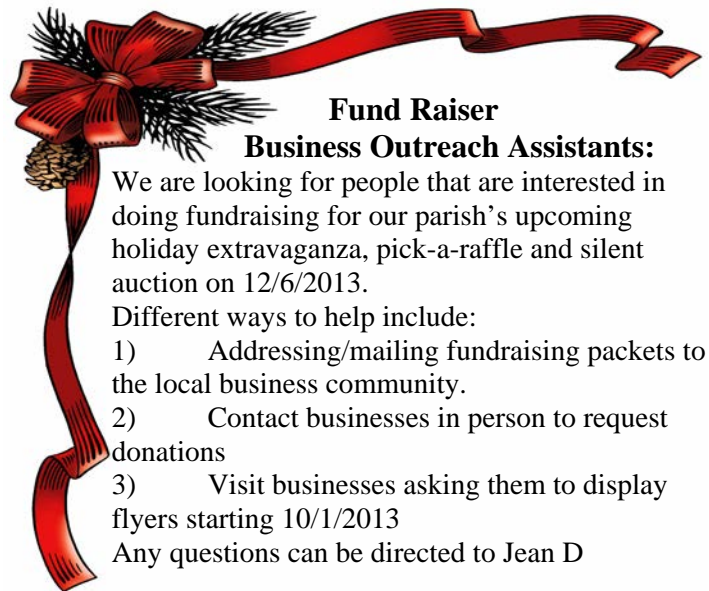 Fund Raiser
Business Outreach Assistants:
We are looking for people that are interested in
doing fundraising for our parish’s upcoming
holiday extravaganza, pick-a-raffle and silent
auction on 12/6/2013.
Different ways to help include:
1) Addressing/mailing fundraising packets to
the local business community.
2) Contact businesses in person to request
donations
3) Visit businesses asking them to display
flyers starting 10/1/2013
Any questions can be directed to Jean D